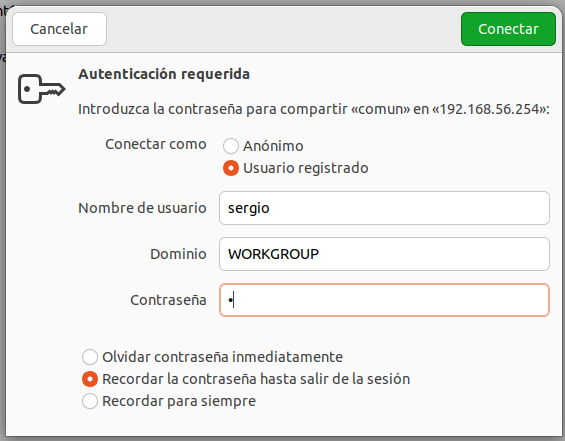 Cancelar
Conectar
Autenticación requerida
Introduzca la contraseña para compartir «comun» en «192.168.56.254»:
Conectar como
Anónimo
Usuario registrado
Nombre de usuario
sergio
Dominio
WORKGROUP
Contraseña
•
Olvidar contraseña inmediatamente
Recordar la contraseña hasta salir de la sesión
Recordar para siempre